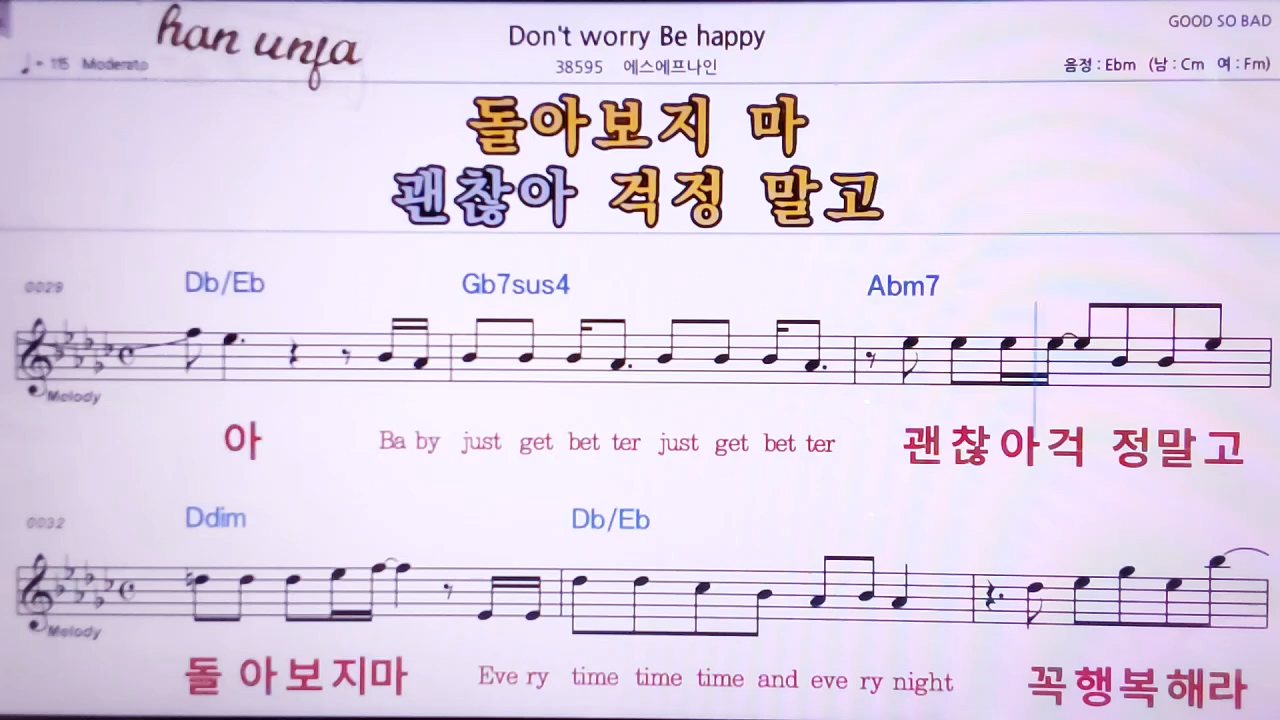 han unfa
Don't worry Be happy
GOOD SO BAD
♩ = 115 Moderato
38595 에스에프나인
음정 : Ebm (남 : Cm 여 : Fm)
돌아보지 마
괜찮아 걱정 말고
0029 Db/Eb Gb7sus4 Abm7
Melody
아 Ba by just get bet ter just get bet ter 괜찮아걱 정말고
0032 Ddim Db/Eb
Melody
돌 아보지마 Eve ry time time time and eve ry night 꼭행복해라